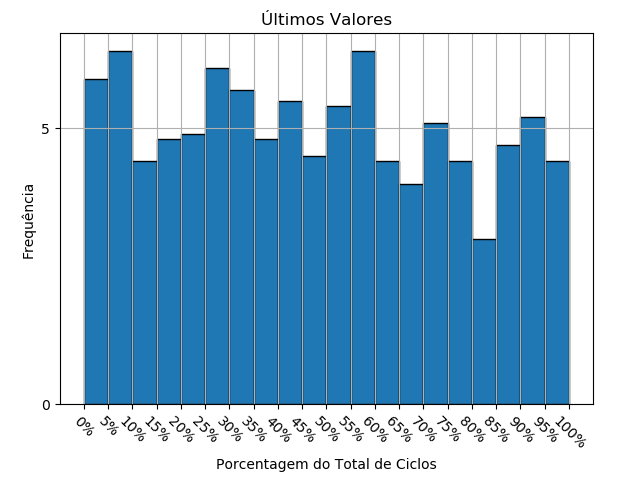 Últimos Valores
Frequência
5
0
0% 5% 10% 15% 20% 25% 30% 35% 40% 45% 50% 55% 60% 65% 70% 75% 80% 85% 90% 95% 100%
Porcentagem do Total de Ciclos